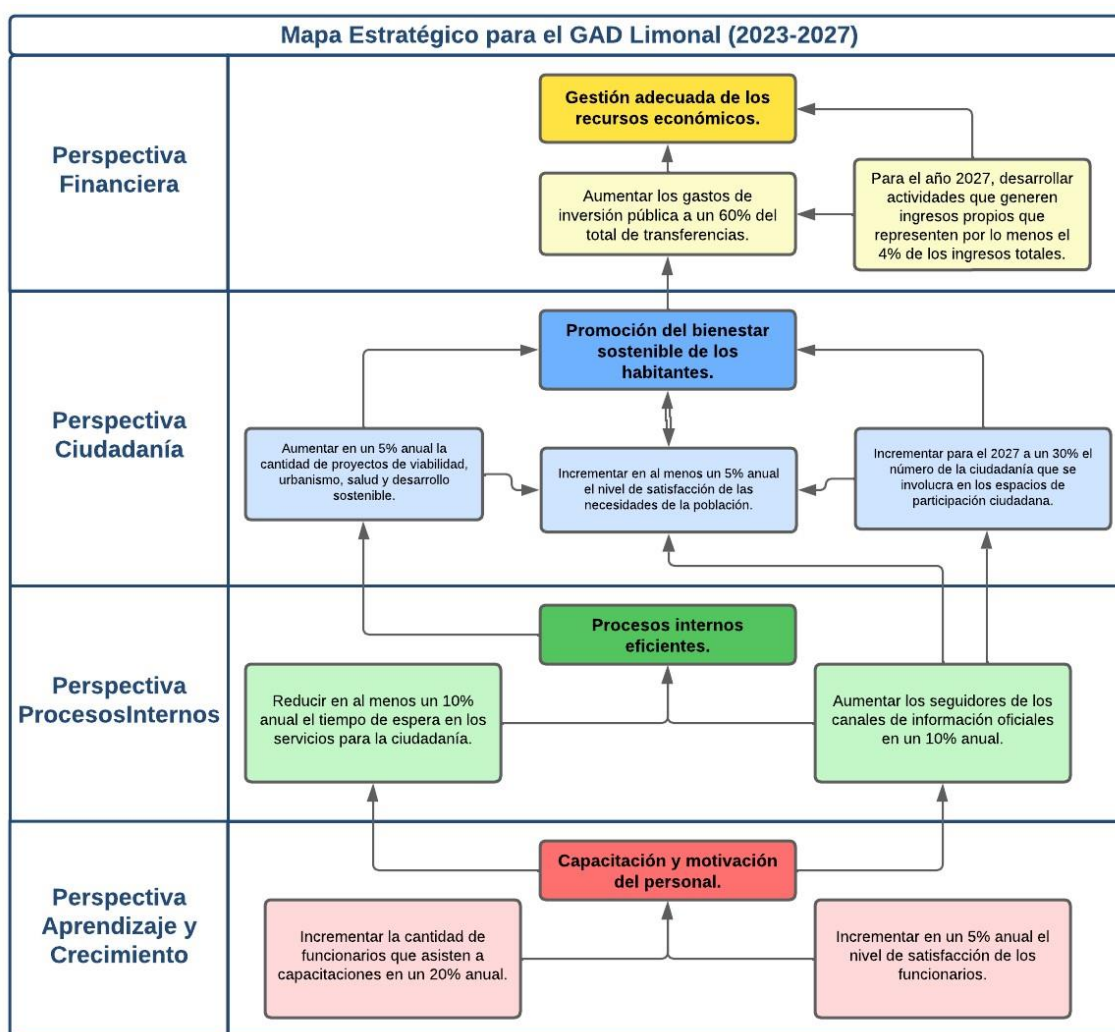 Mapa Estratégico para el GAD Limonal (2023-2027)
Perspectiva
Financiera
Gestión adecuada de los
recursos económicos.
Aumentar los gastos de
inversión pública a un 60% del
total de transferencias.
Para el año 2027, desarrollar
actividades que generen
ingresos propios que
representen por lo menos el
4% de los ingresos totales.
Perspectiva
Ciudadanía
Promoción del bienestar
sostenible de los
habitantes.
Aumentar en un 5% anual la
cantidad de proyectos de viabilidad,
urbanismo, salud y desarrollo
sostenible.
Incrementar en al menos un 5% anual
el nivel de satisfacción de las
necesidades de la población.
Incrementar para el 2027 a un 30% el
número de la ciudadanía que se
involucra en los espacios de
participación ciudadana.
Perspectiva
ProcesosInternos
Procesos internos
eficientes.
Reducir en al menos un 10%
anual el tiempo de espera en los
servicios para la ciudadanía.
Aumentar los seguidores de los
canales de información oficiales
en un 10% anual.
Perspectiva
Aprendizaje y
Crecimiento
Capacitación y motivación
del personal.
Incrementar la cantidad de
funcionarios que asisten a
capacitaciones en un 20% anual.
Incrementar en un 5% anual el
nivel de satisfacción de los
funcionarios.